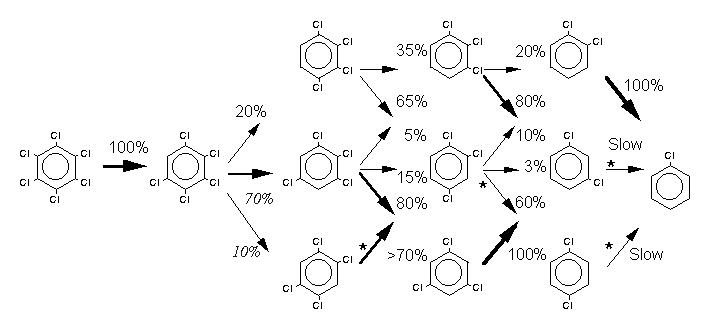 Cl Cl Cl
Cl 35% Cl 20% Cl
Cl Cl
Cl
65% 80% 100%
20%
Cl Cl Cl 5% Cl 10% Cl Slow
100%
Cl Cl Cl Cl Cl *
Cl
15% 3%
Cl Cl Cl Cl Cl Cl * Cl
Cl Cl 70% 80% Cl 60%
10% Cl * Cl Cl *
Cl >70% 100% Slow
Cl Cl Cl
Cl Cl